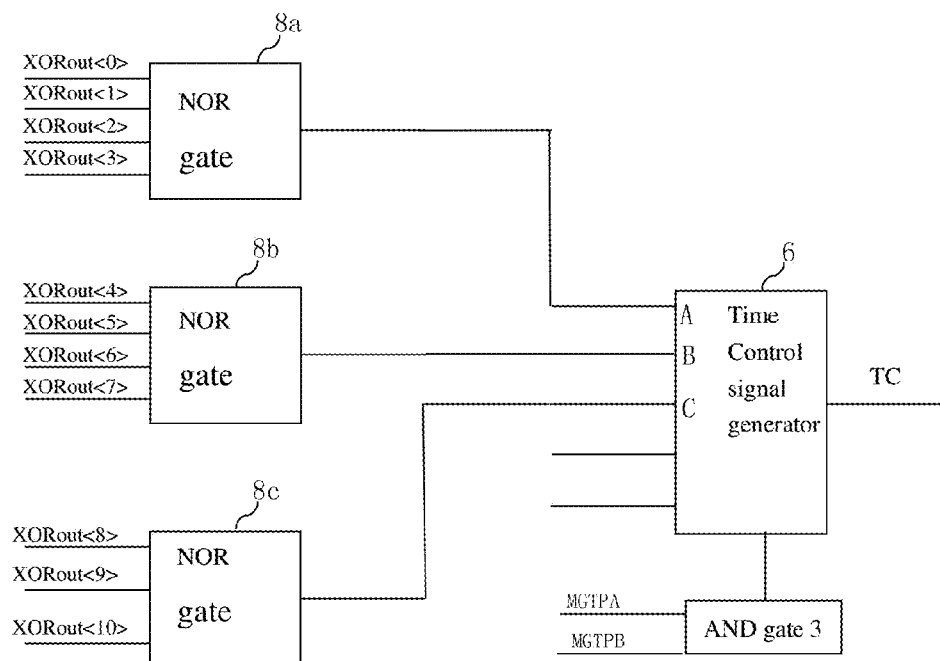 8a
XORout<0>
XORout<1>
XORout<2>
XORout<3>
NOR
gate
8b
XORout<4>
XORout<5>
XORout<6>
XORout<7>
NOR
gate
8c
XORout<8>
XORout<9>
XORout<10>
NOR
gate
6
A
B
C
Time
Control
signal
generator
TC
MGTPA
MGTPB
AND gate 3